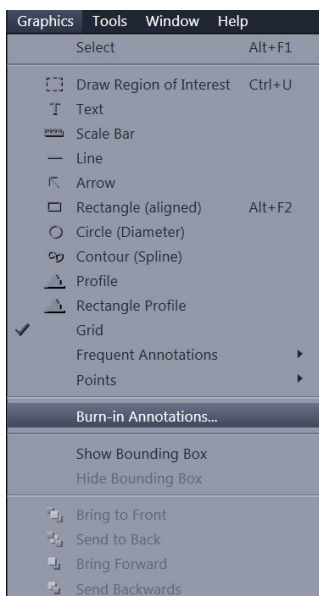 Graphics Tools Window Help
Select Alt+F1
Draw Region of Interest Ctrl+U
Text
Scale Bar
Line
Arrow
Rectangle (aligned) Alt+F2
Circle (Diameter)
Contour (Spline)
Profile
Rectangle Profile
Grid
Frequent Annotations
Points
Burn-in Annotations...
Show Bounding Box
Hide Bounding Box
Bring to Front
Send to Back
Bring Forward
Send Backwards